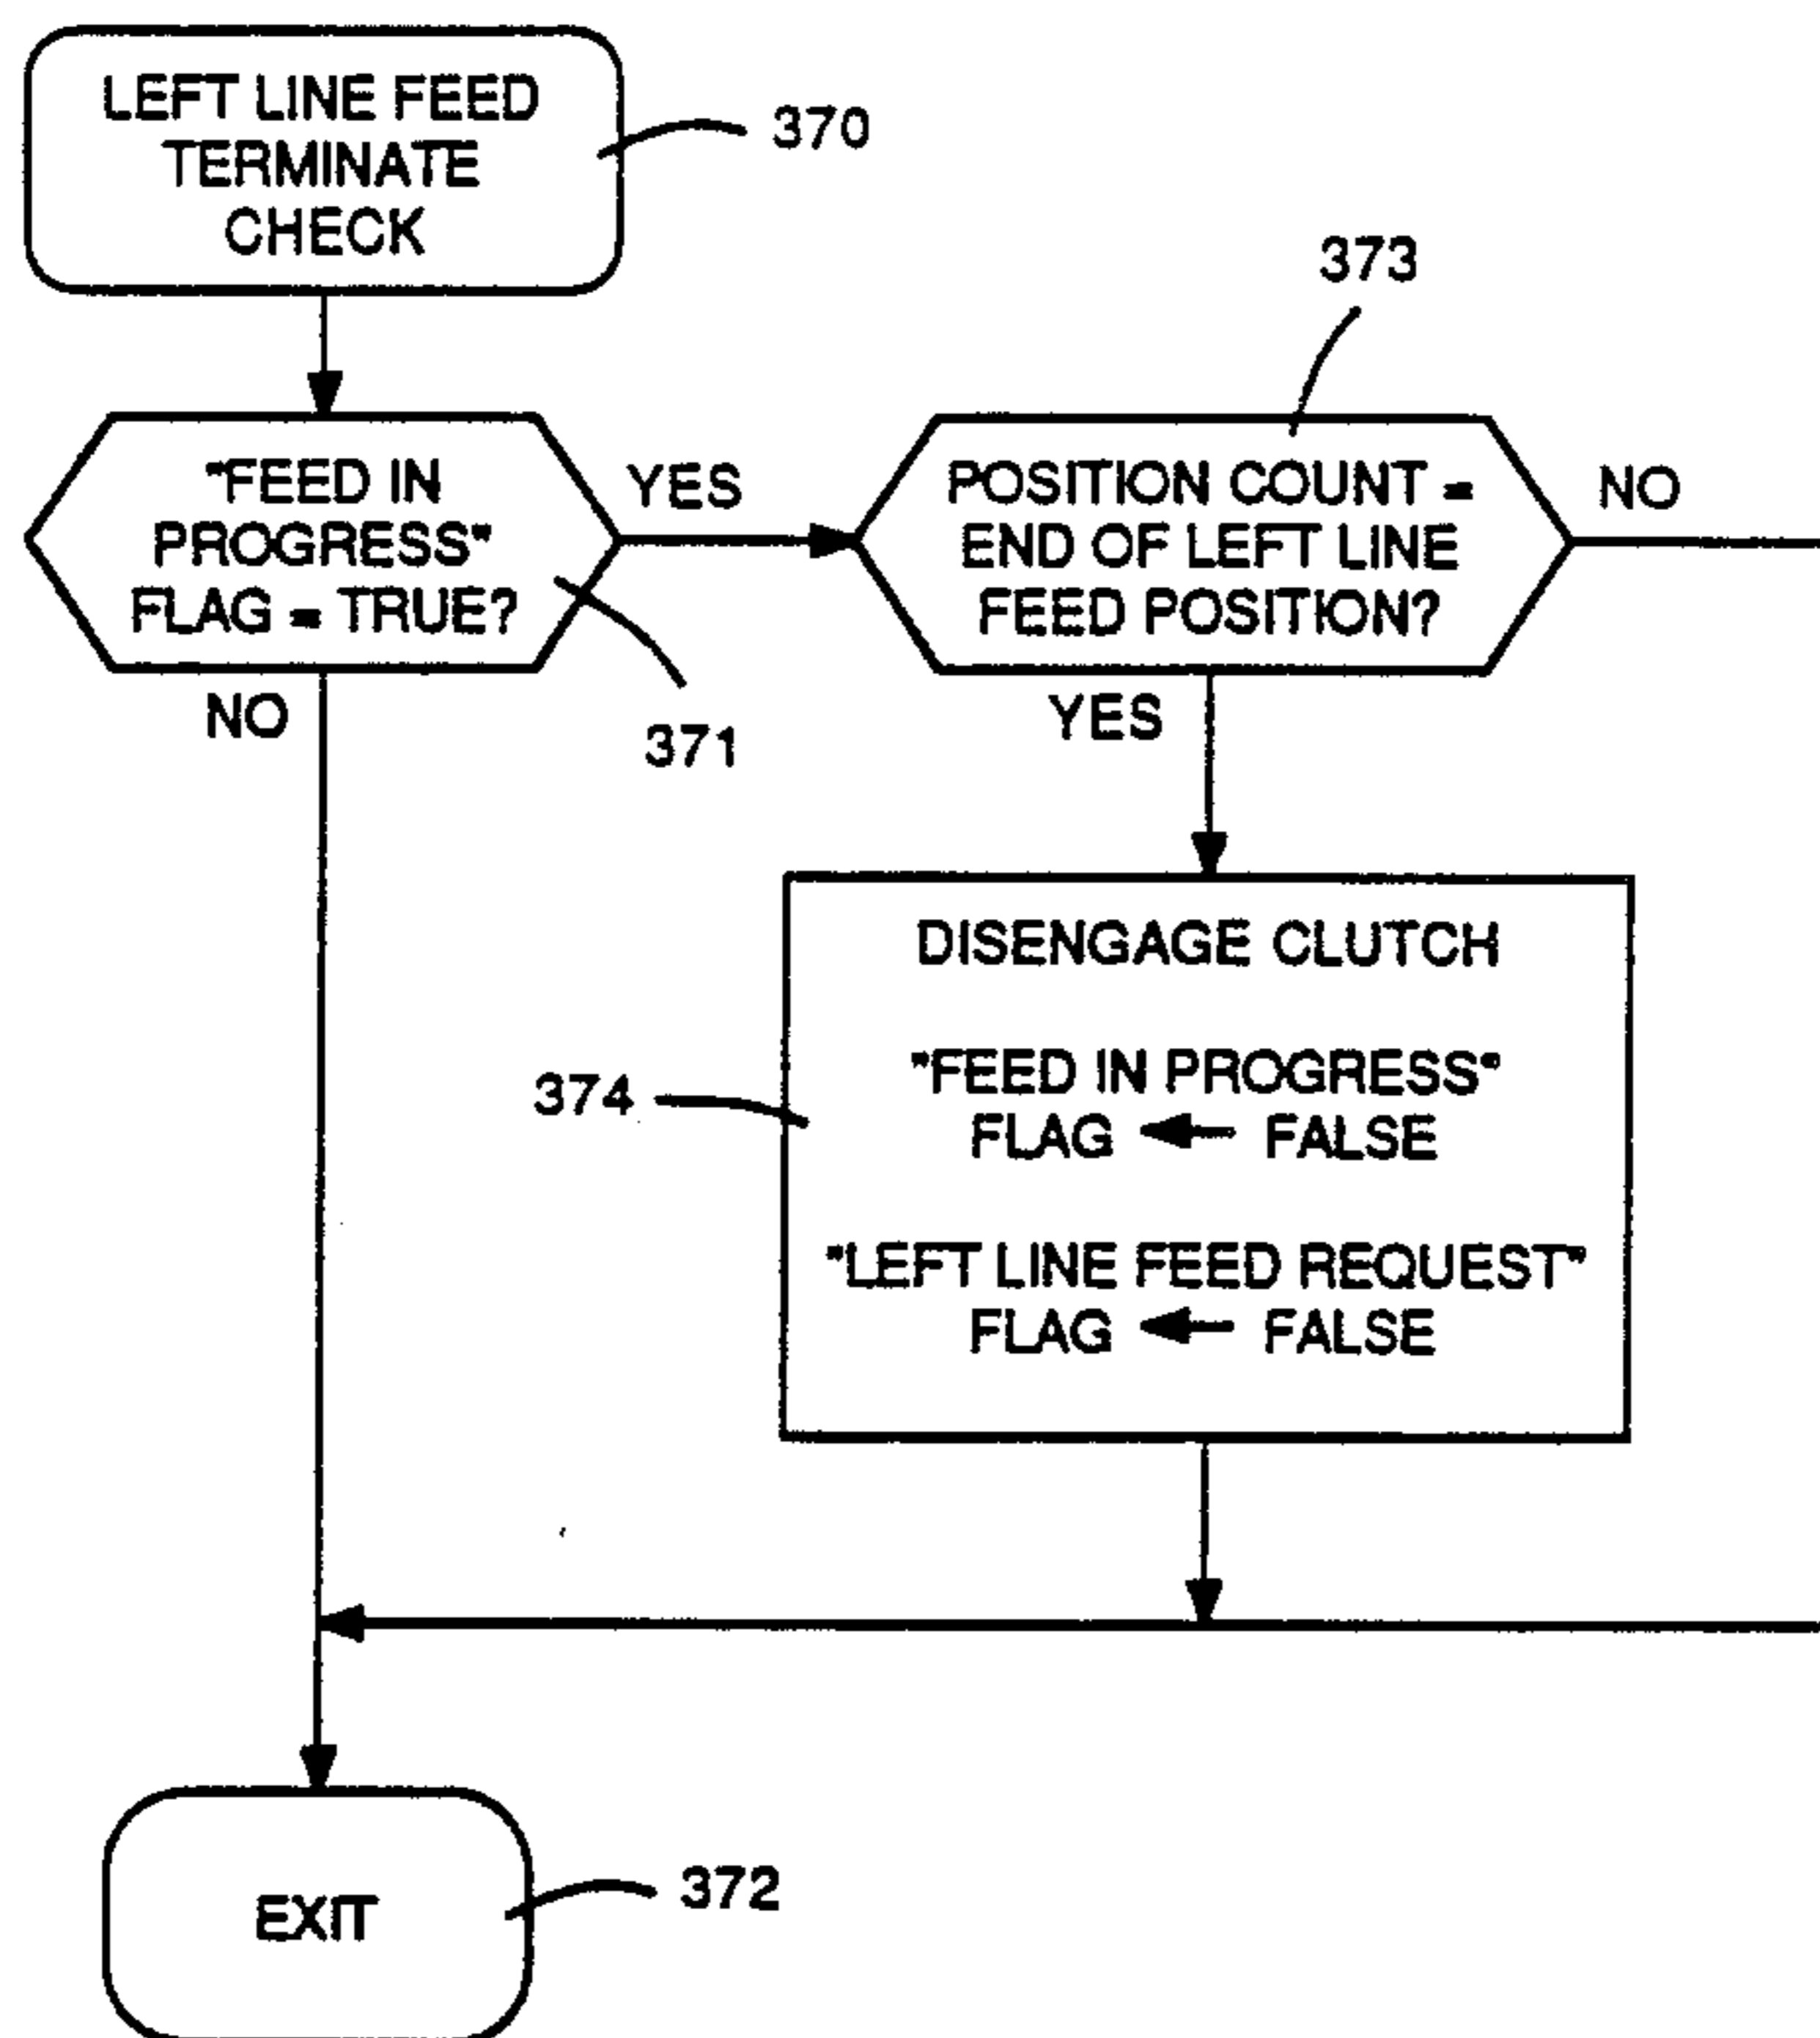 LEFT LINE FEED
TERMINATE
CHECK
370
373
"FEED IN
PROGRESS"
FLAG = TRUE?
YES
POSITION COUNT =
END OF LEFT LINE
FEED POSITION?
NO
NO
371
YES
DISENGAGE CLUTCH
"FEED IN PROGRESS"
FLAG ← FALSE
374
"LEFT LINE FEED REQUEST"
FLAG ← FALSE
EXIT
372